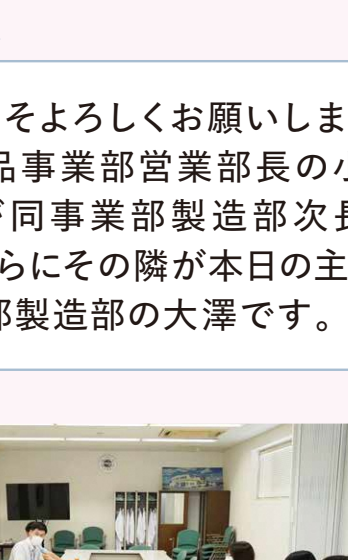 そよろしくお願いしま
品事業部営業部長の小
同事業部製造部次長
らにその隣が本日の主
部製造部の大澤です。